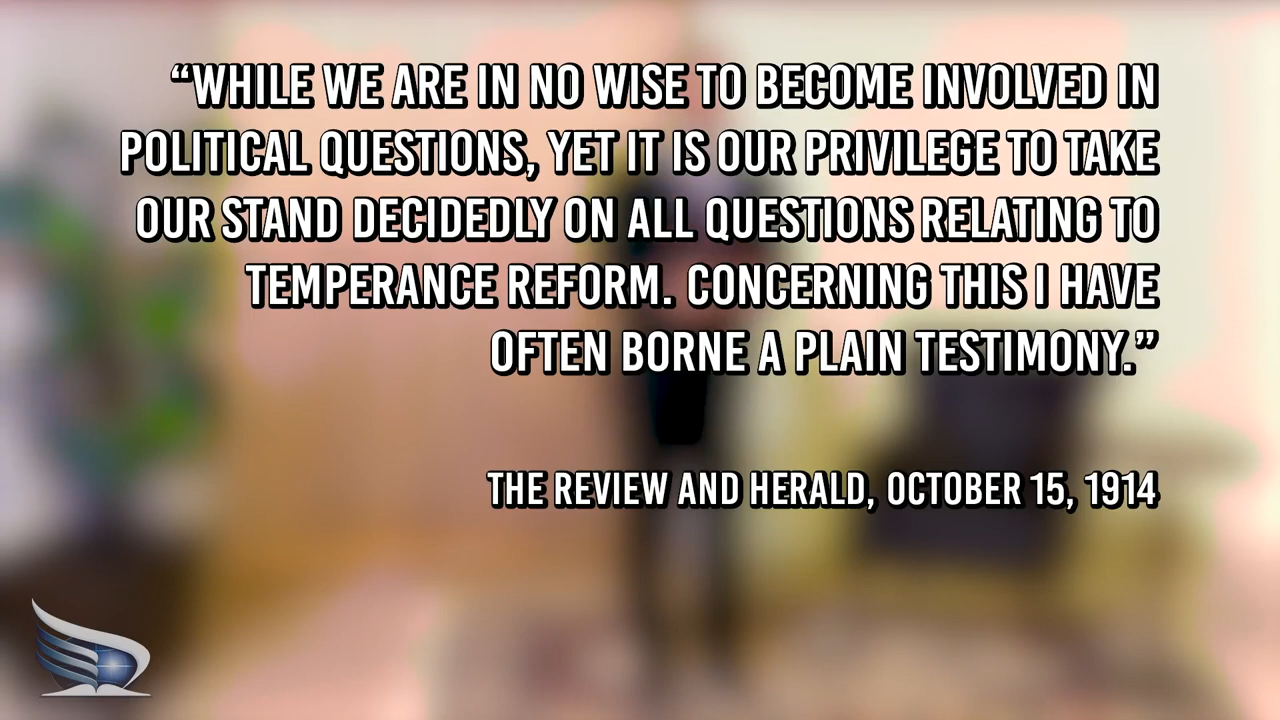 “WHILE WE ARE IN NO WISE TO BECOME INVOLVED IN
POLITICAL QUESTIONS, YET IT IS OUR PRIVILEGE TO TAKE
OUR STAND DECIDEDLY ON ALL QUESTIONS RELATING TO
TEMPERANCE REFORM. CONCERNING THIS I HAVE
OFTEN BORNE A PLAIN TESTIMONY.”
THE REVIEW AND HERALD, OCTOBER 15, 1914